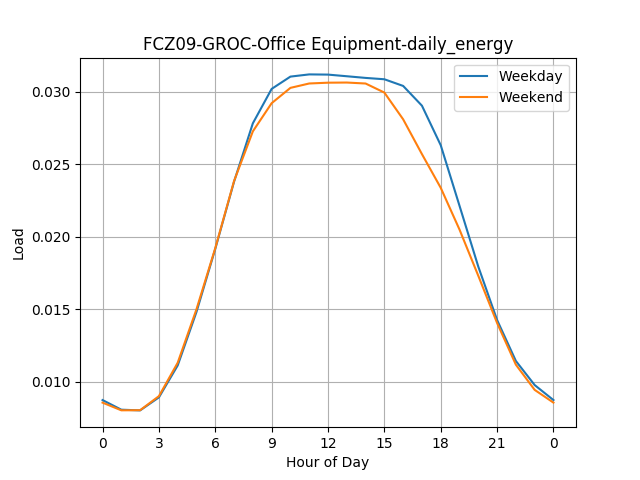 FCZ09-GROC-Office Equipment-daily_energy
Weekday
Weekend
0.030
0.025
0.020
0.015
0.010
Load
0 3 6 9 12 15 18 21 0
Hour of Day